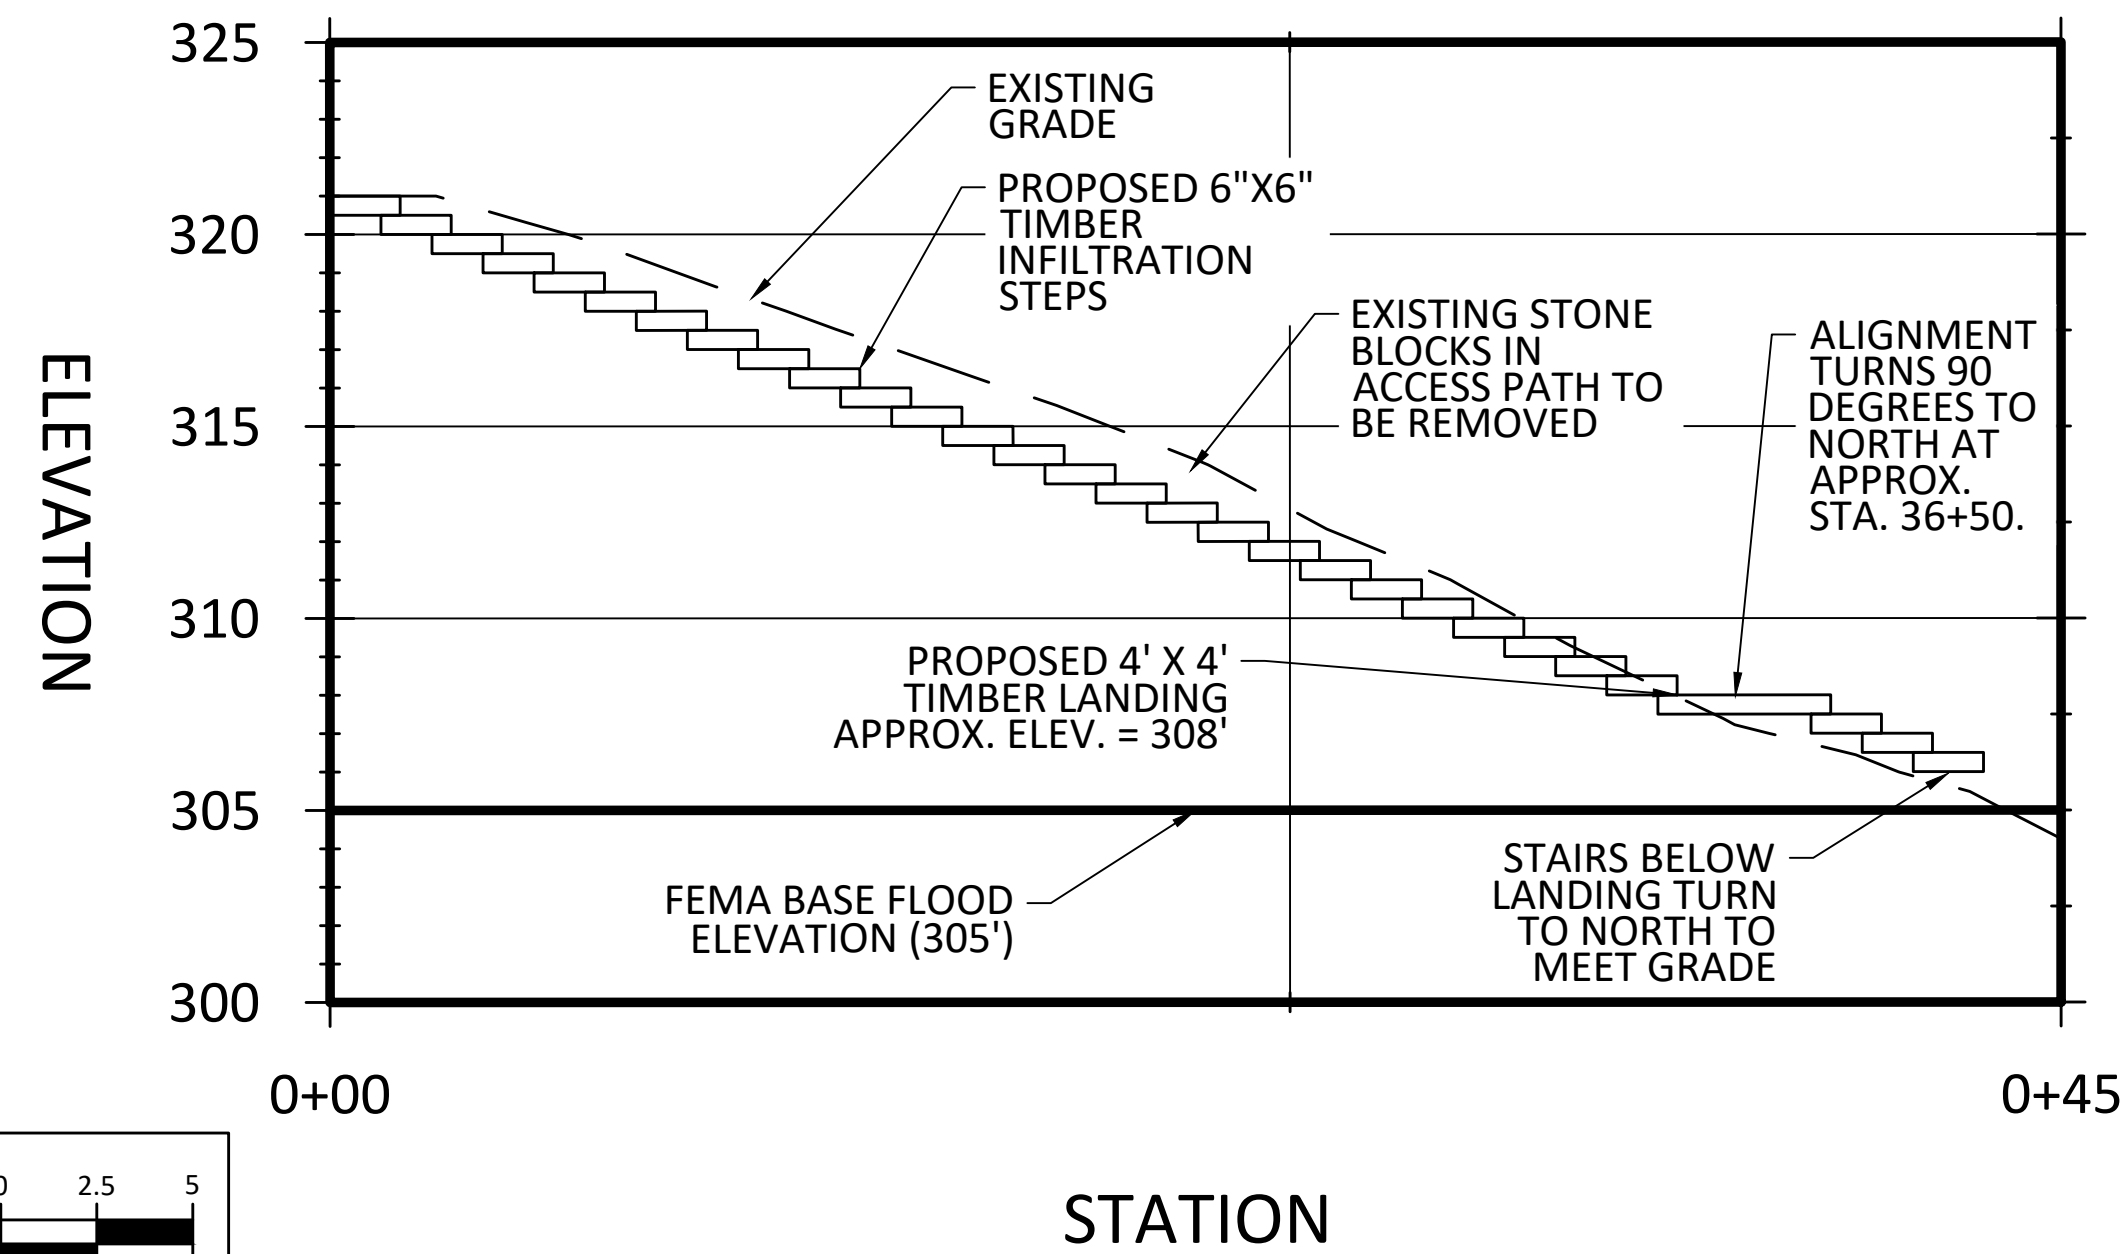 325
EXISTING
GRADE
PROPOSED 6"X6"
TIMBER
INFILTRATION
STEPS
320
EXISTING STONE
BLOCKS IN
ACCESS PATH TO
BE REMOVED
ALIGNMENT
TURNS 90
DEGREES TO
NORTH AT
APPROX.
STA. 36+50.
315
ELEVATION
310
PROPOSED 4' X 4'
TIMBER LANDING
APPROX. ELEV. = 308'
305
FEMA BASE FLOOD
ELEVATION (305')
STAIRS BELOW
LANDING TURN
TO NORTH TO
MEET GRADE
300
0+00
0+45
0 2.5 5
STATION